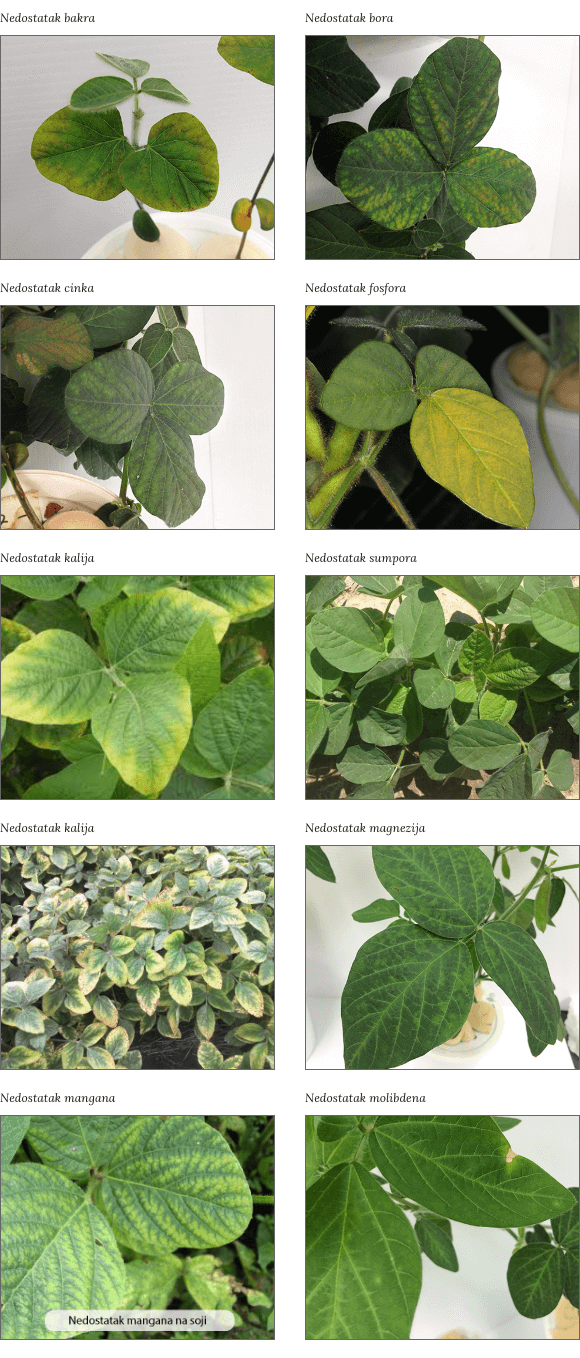 Nedostatak bakra
Nedostatak bora
Nedostatak cinka
Nedostatak fosfora
Nedostatak kalija
Nedostatak sumpora
Nedostatak kalija
Nedostatak magnezija
Nedostatak mangana
Nedostatak molibdena
Nedostatak mangana na soji